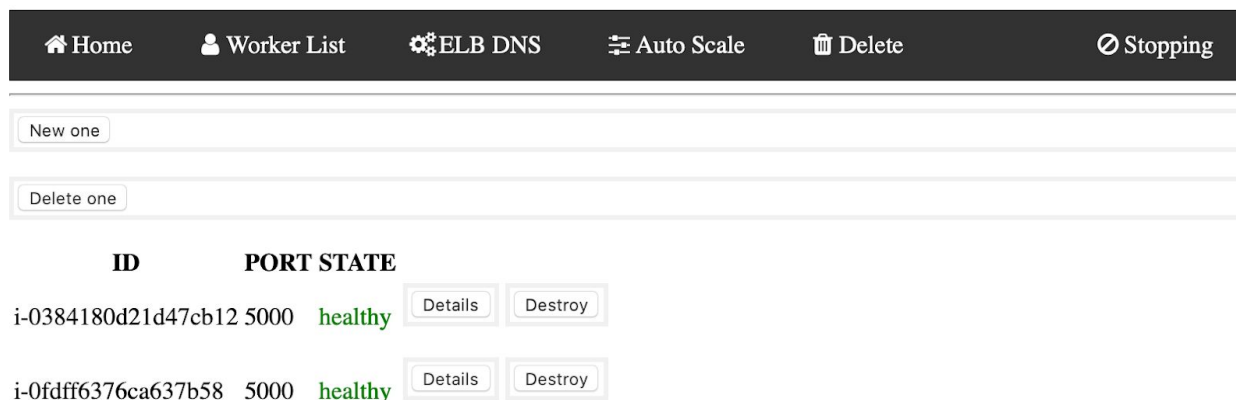 Home Worker List ELB DNS Auto Scale Delete Stopping
New one
Delete one
ID PORT STATE
i-0384180d21d47cb12 5000 healthy Details Destroy
i-0fdff6376ca637b58 5000 healthy Details Destroy